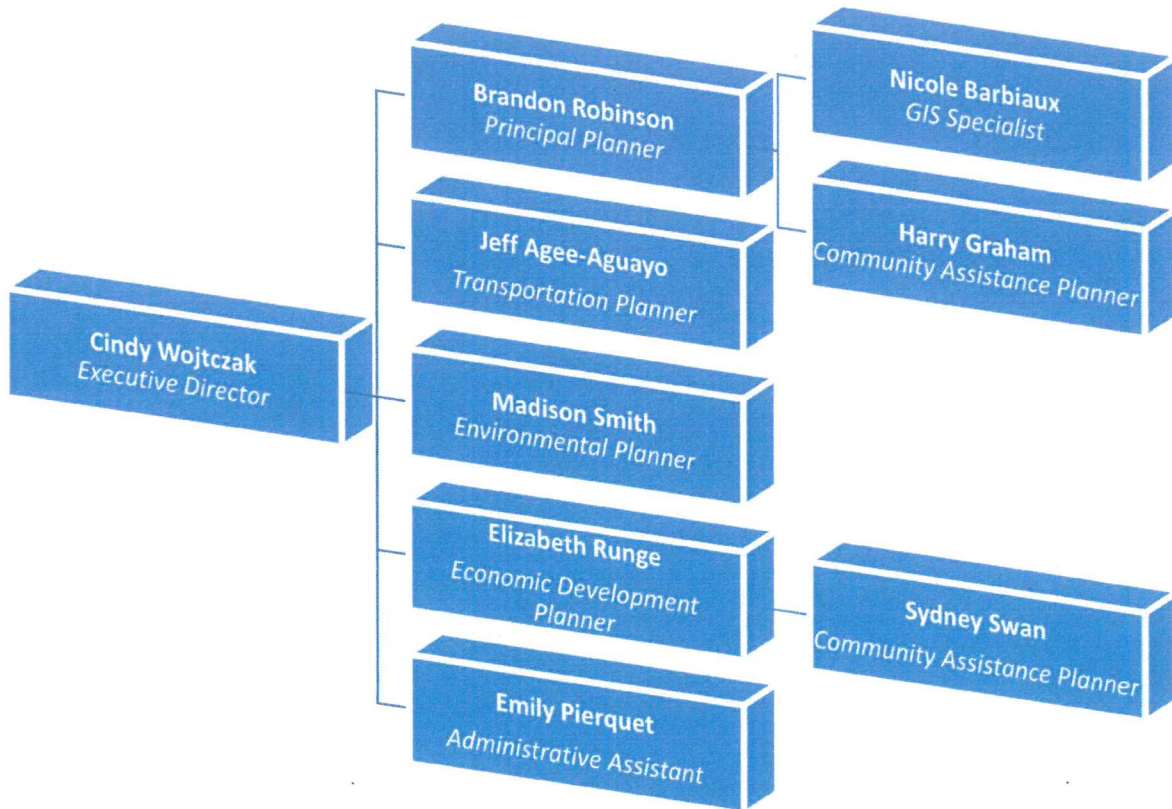 Cindy Wojtczak
Executive Director
Brandon Robinson
Principal Planner
Jeff Agee-Aguayo
Transportation Planner
Madison Smith
Environmental Planner
Elizabeth Runge
Economic Development
Planner
Emily Pierquet
Administrative Assistant
Nicole Barbiaux
GIS Specialist
Harry Graham
Community Assistance Planner
Sydney Swan
Community Assistance Planner